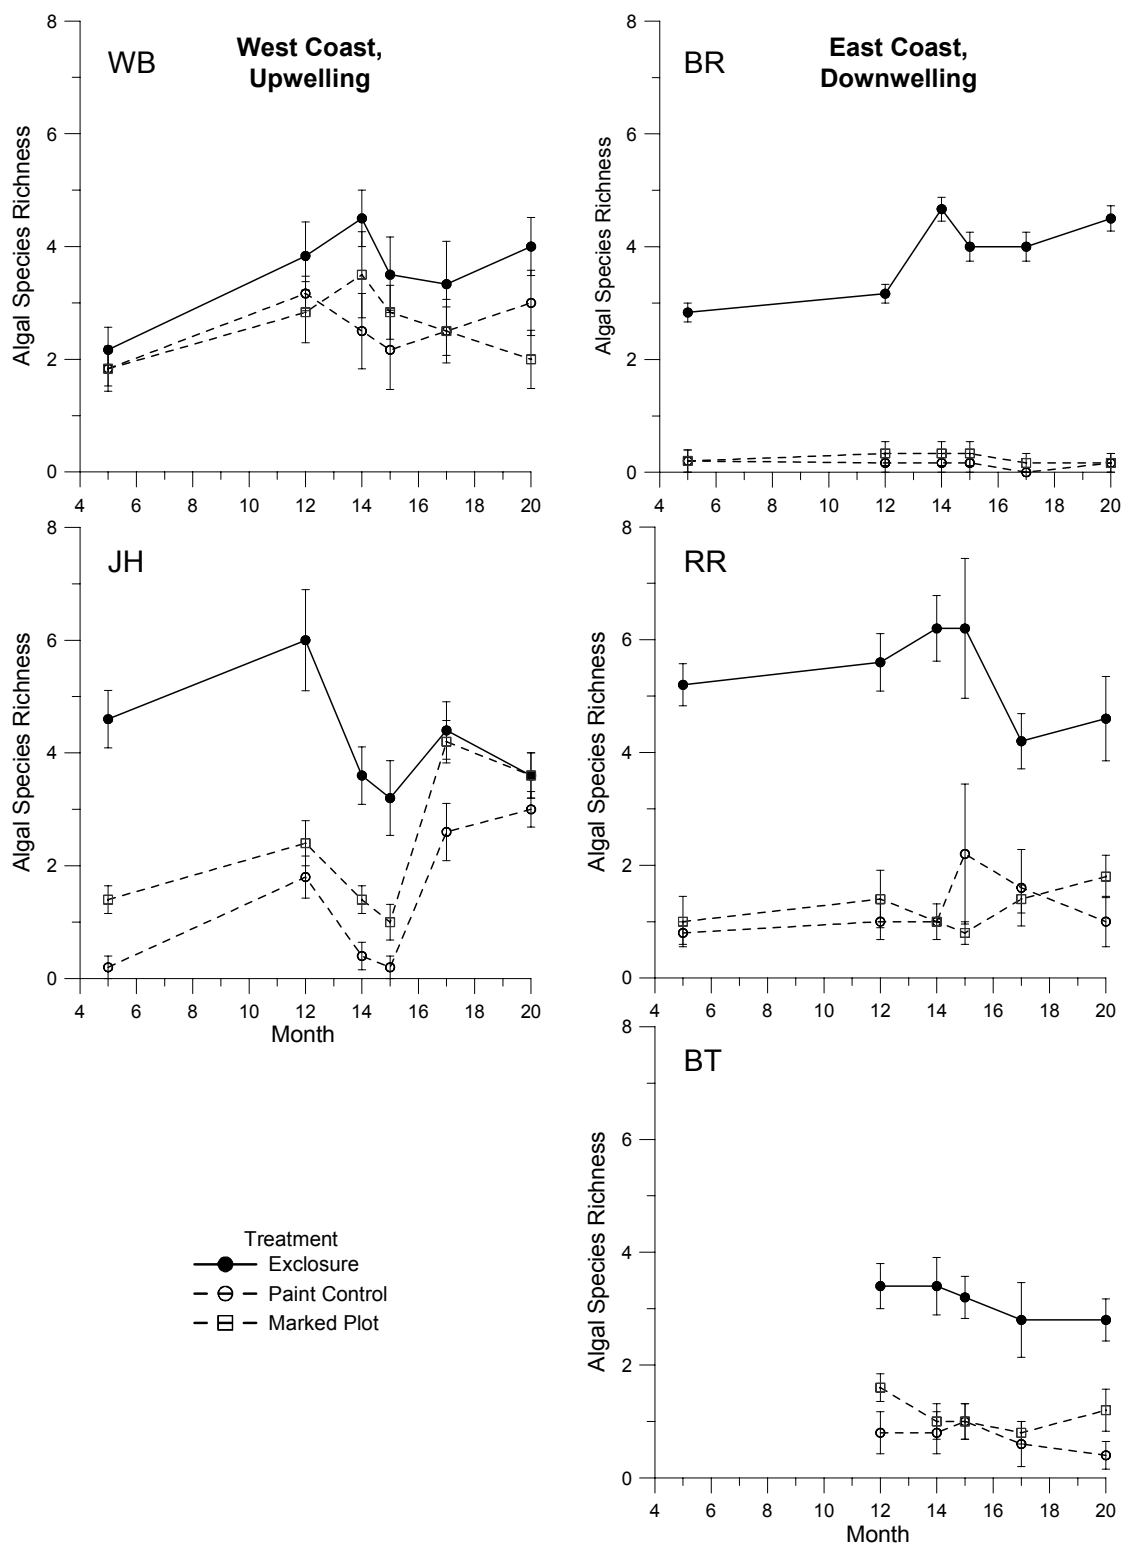 WB
West Coast,
Upwelling
Algal Species Richness
8
6
4
2
0
4 6 8 10 12 14 16 18 20
BR
East Coast,
Downwelling
Algal Species Richness
8
6
4
2
0
4 6 8 10 12 14 16 18 20
JH
Algal Species Richness
8
6
4
2
0
4 6 8 10 12 14 16 18 20
Month
RR
Algal Species Richness
8
6
4
2
0
4 6 8 10 12 14 16 18 20
BT
Algal Species Richness
8
6
4
2
0
4 6 8 10 12 14 16 18 20
Month
Treatment
Exclosure
Paint Control
Marked Plot